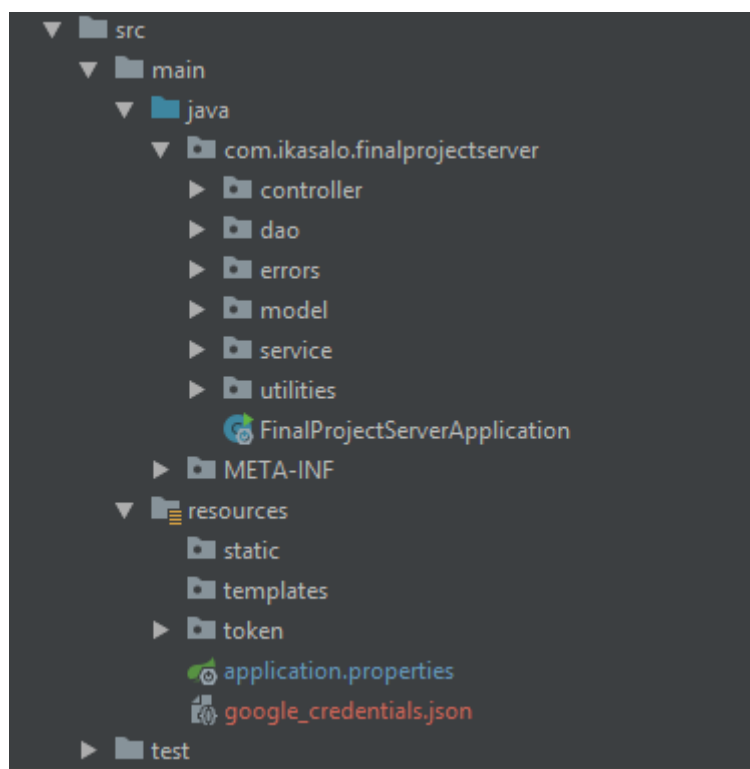 src
main
java
com.ikasalo.finalprojectserver
controller
dao
errors
model
service
utilities
FinalProjectServerApplication
META-INF
resources
static
templates
token
application.properties
google_credentials.json
test